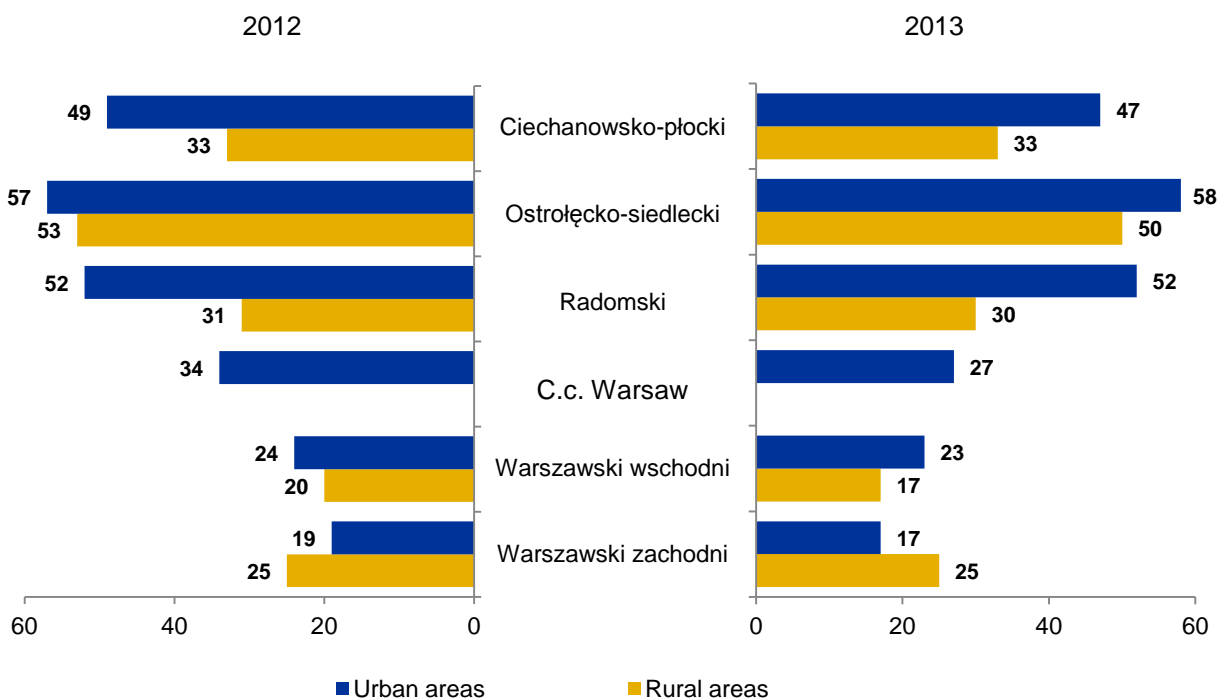 2012
2013
49
Ciechanowsko-płocki
47
33
33
57
Ostrołęcko-siedlecki
58
53
50
52
Radomski
52
31
30
34
C.c. Warsaw
27
24
Warszawski wschodni
23
20
17
19
Warszawski zachodni
17
25
25
60 40 20 0
0 20 40 60
Urban areas
Rural areas